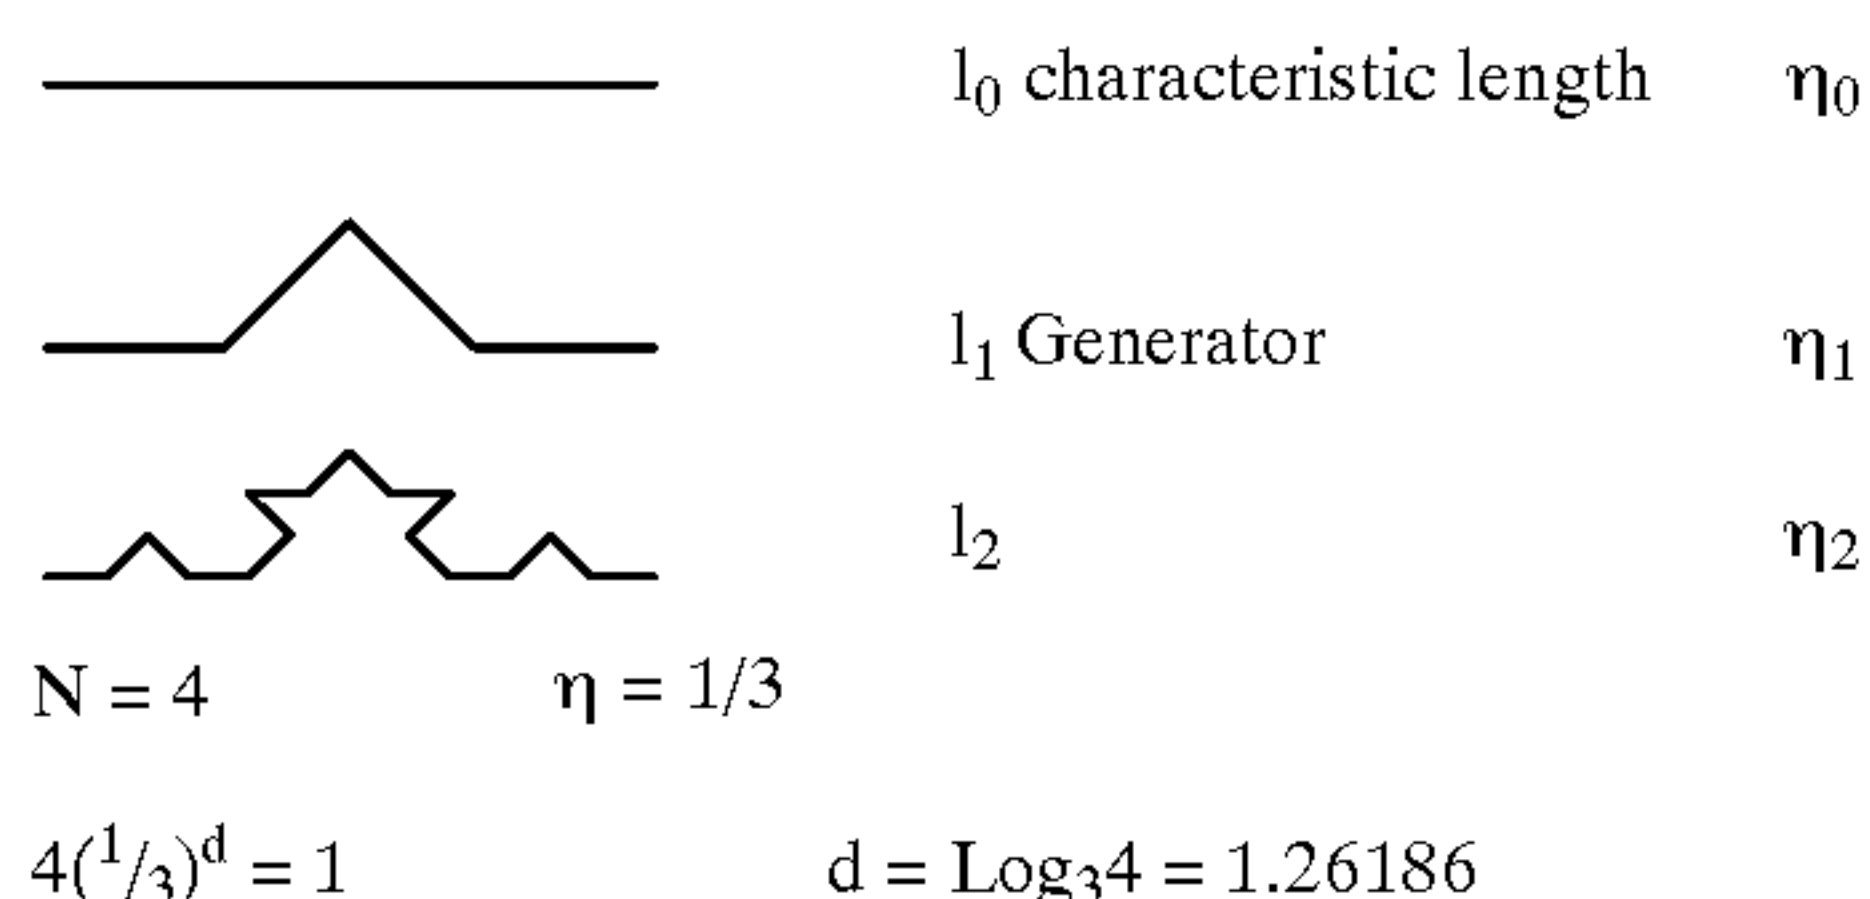 l₀ characteristic length η₀
l₁ Generator η₁
l₂ η₂
N = 4 η = 1/3
4(¹/₃)ᵈ = 1 d = Log₃4 = 1.26186